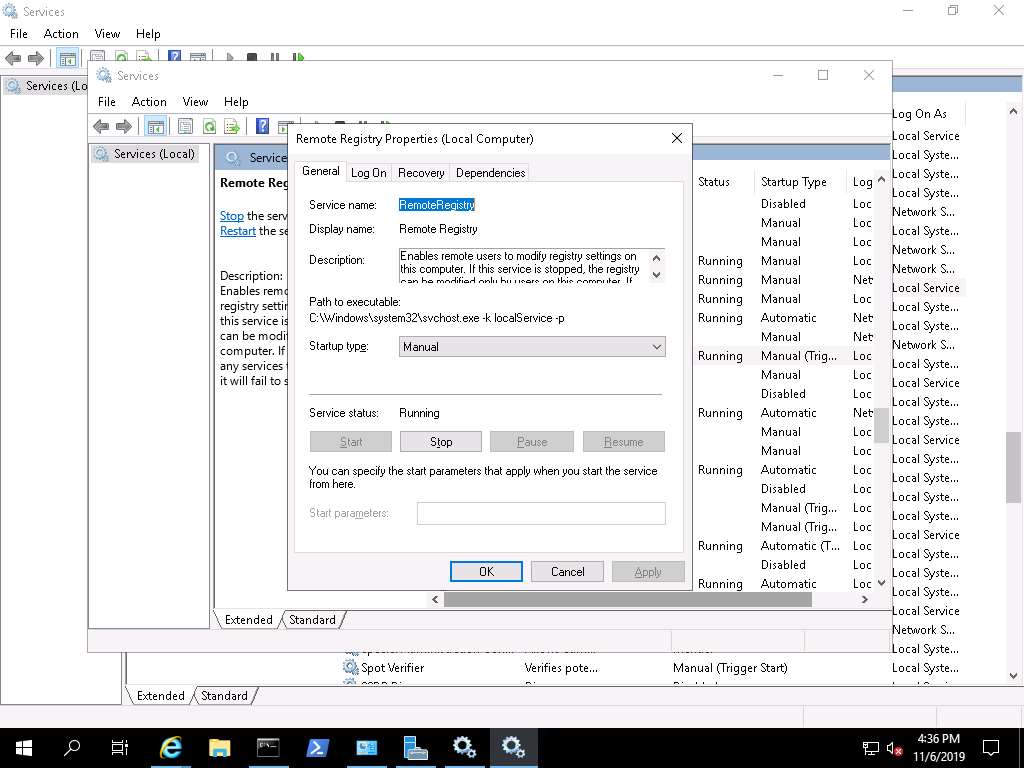 Services
File Action View Help
Services (Lo
Services
File Action View Help
Services (Local)
Service
Remote Reg
Stop the serv
Restart the se
Description:
Enables remo
registry settin
this service is
can be modif
computer. If
any services t
it will fail to s
Remote Registry Properties (Local Computer)
General Log On Recovery Dependencies
Service name: RemoteRegistry
Display name: Remote Registry
Description: Enables remote users to modify registry settings on
this computer. If this service is stopped, the registry
can be modified only by users on this computer. If
Path to executable:
C:\Windows\system32\svchost.exe -k localService -p
Startup type: Manual
Service status: Running
Start Stop Pause Resume
You can specify the start parameters that apply when you start the service
from here.
Start parameters:
OK Cancel Apply
Status Startup Type Log
Disabled Loc
Manual Loc
Manual Loc
Running Manual Loc
Running Manual Net
Running Manual Loc
Running Automatic Net
Manual Net
Running Manual (Trig... Loc
Manual Loc
Disabled Loc
Running Automatic Net
Manual Loc
Manual Loc
Running Automatic Loc
Disabled Loc
Manual (Trig... Loc
Manual (Trig... Loc
Running Automatic (T... Loc
Disabled Loc
Running Automatic Loc
Extended Standard
Log On As
Local Service
Local Syste...
Local Syste...
Local Syste...
Network S...
Local Syste...
Network S...
Network S...
Local Service
Local Syste...
Local Syste...
Network S...
Local Syste...
Local Service
Local Syste...
Local Syste...
Local Service
Local Syste...
Local Syste...
Local Syste...
Local Syste...
Local Service
Local Syste...
Local Syste...
Local Syste...
Local Service
Network S...
Local Syste...
Spot Verifier Verifies pote... Manual (Trigger Start) Local Syste...
Extended Standard
4:36 PM
11/6/2019